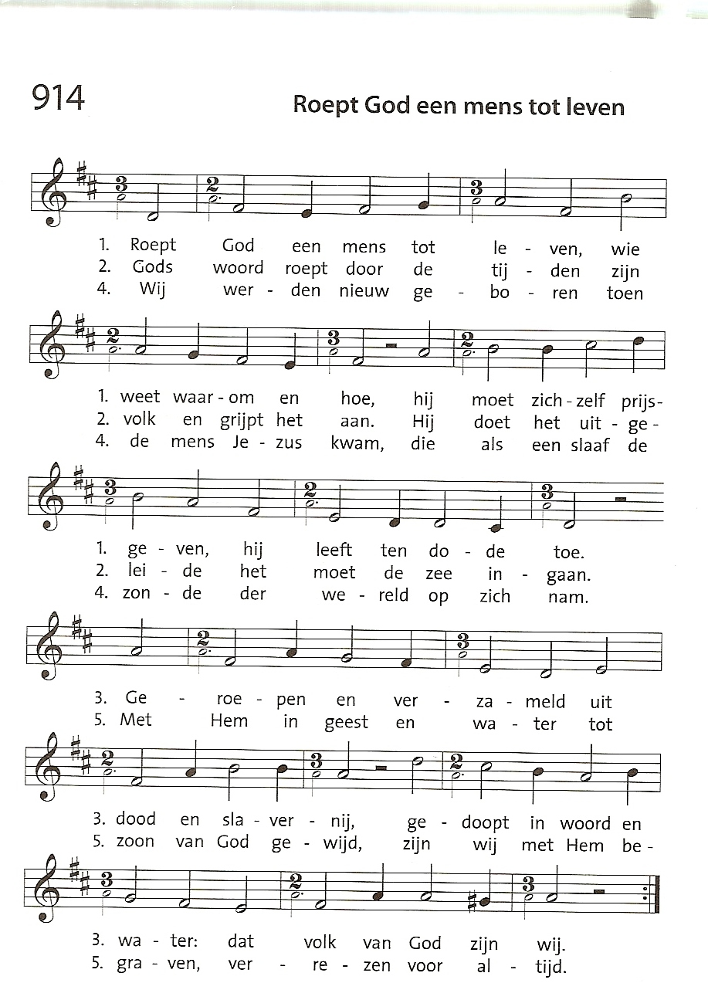 914
Roept God een mens tot leven
1. Roept God een mens tot le - ven, wie
2. Gods woord roept door de tij - den zijn
4. Wij wer - den nieuw ge - bo - ren toen
1. weet waar - om en hoe, hij moet zich - zelf prijs-
2. volk en grijpt het aan. Hij doet het uit - ge -
4. de mens Je - zus kwam, die als een slaaf de
1. ge - ven, hij leeft ten do - de toe.
2. lei - de het moet de zee in - gaan.
4. zon - de der we - reld op zich nam.
3. Ge - roe - pen en ver - za - meld uit
5. Met Hem in geest en wa - ter tot
3. dood en sla - ver - nij, ge - doopt in woord en
5. zoon van God ge - wijd, zijn wij met Hem be -
3. wa - ter: dat volk van God zijn wij.
5. gra - ven, ver - re - zen voor al - tijd.